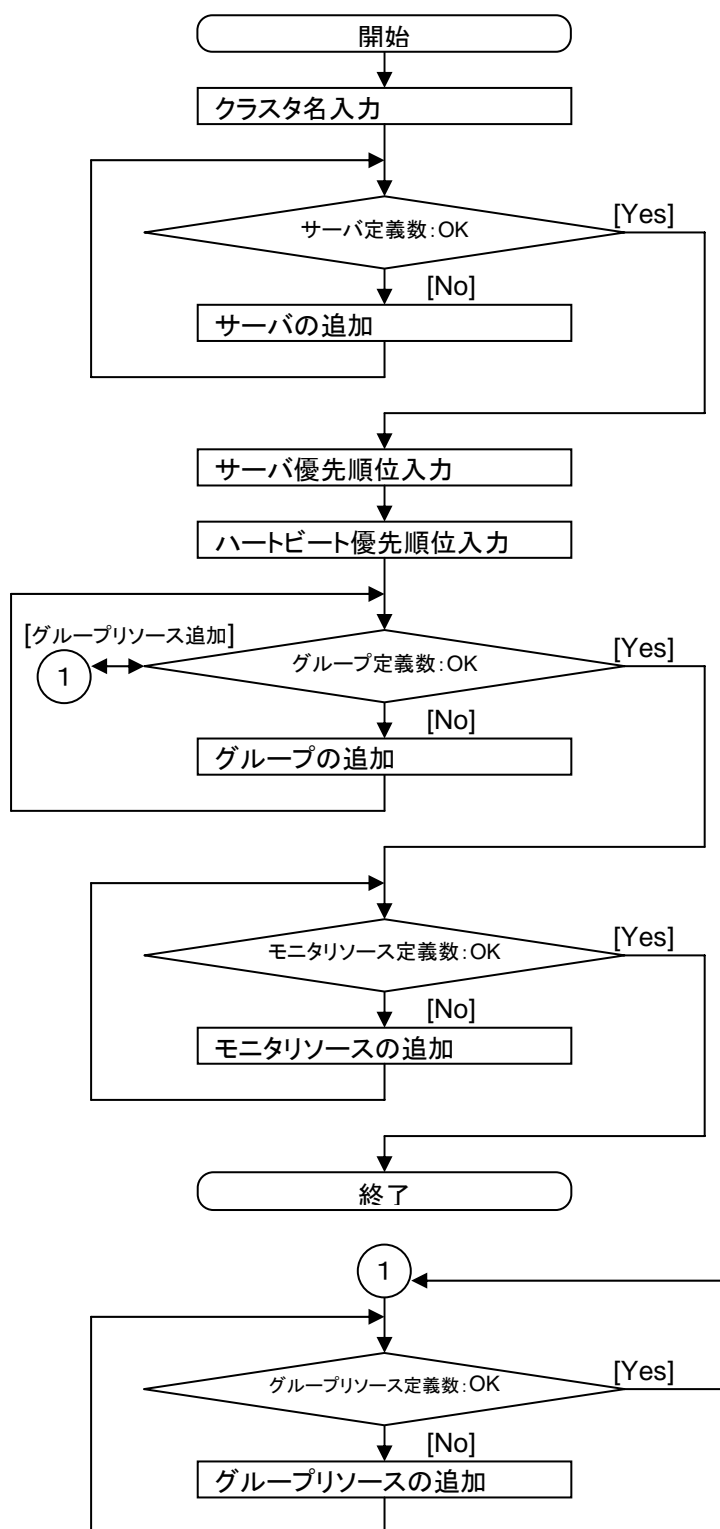 開始
クラスタ名入力
サーバ定義数:OK
[Yes]
[No]
サーバの追加
サーバ優先順位入力
ハートビート優先順位入力
[グループリソース追加]
1
グループ定義数:OK
[Yes]
[No]
グループの追加
モニタリソース定義数:OK
[Yes]
[No]
モニタリソースの追加
終了
1
グループリソース定義数:OK
[Yes]
[No]
グループリソースの追加